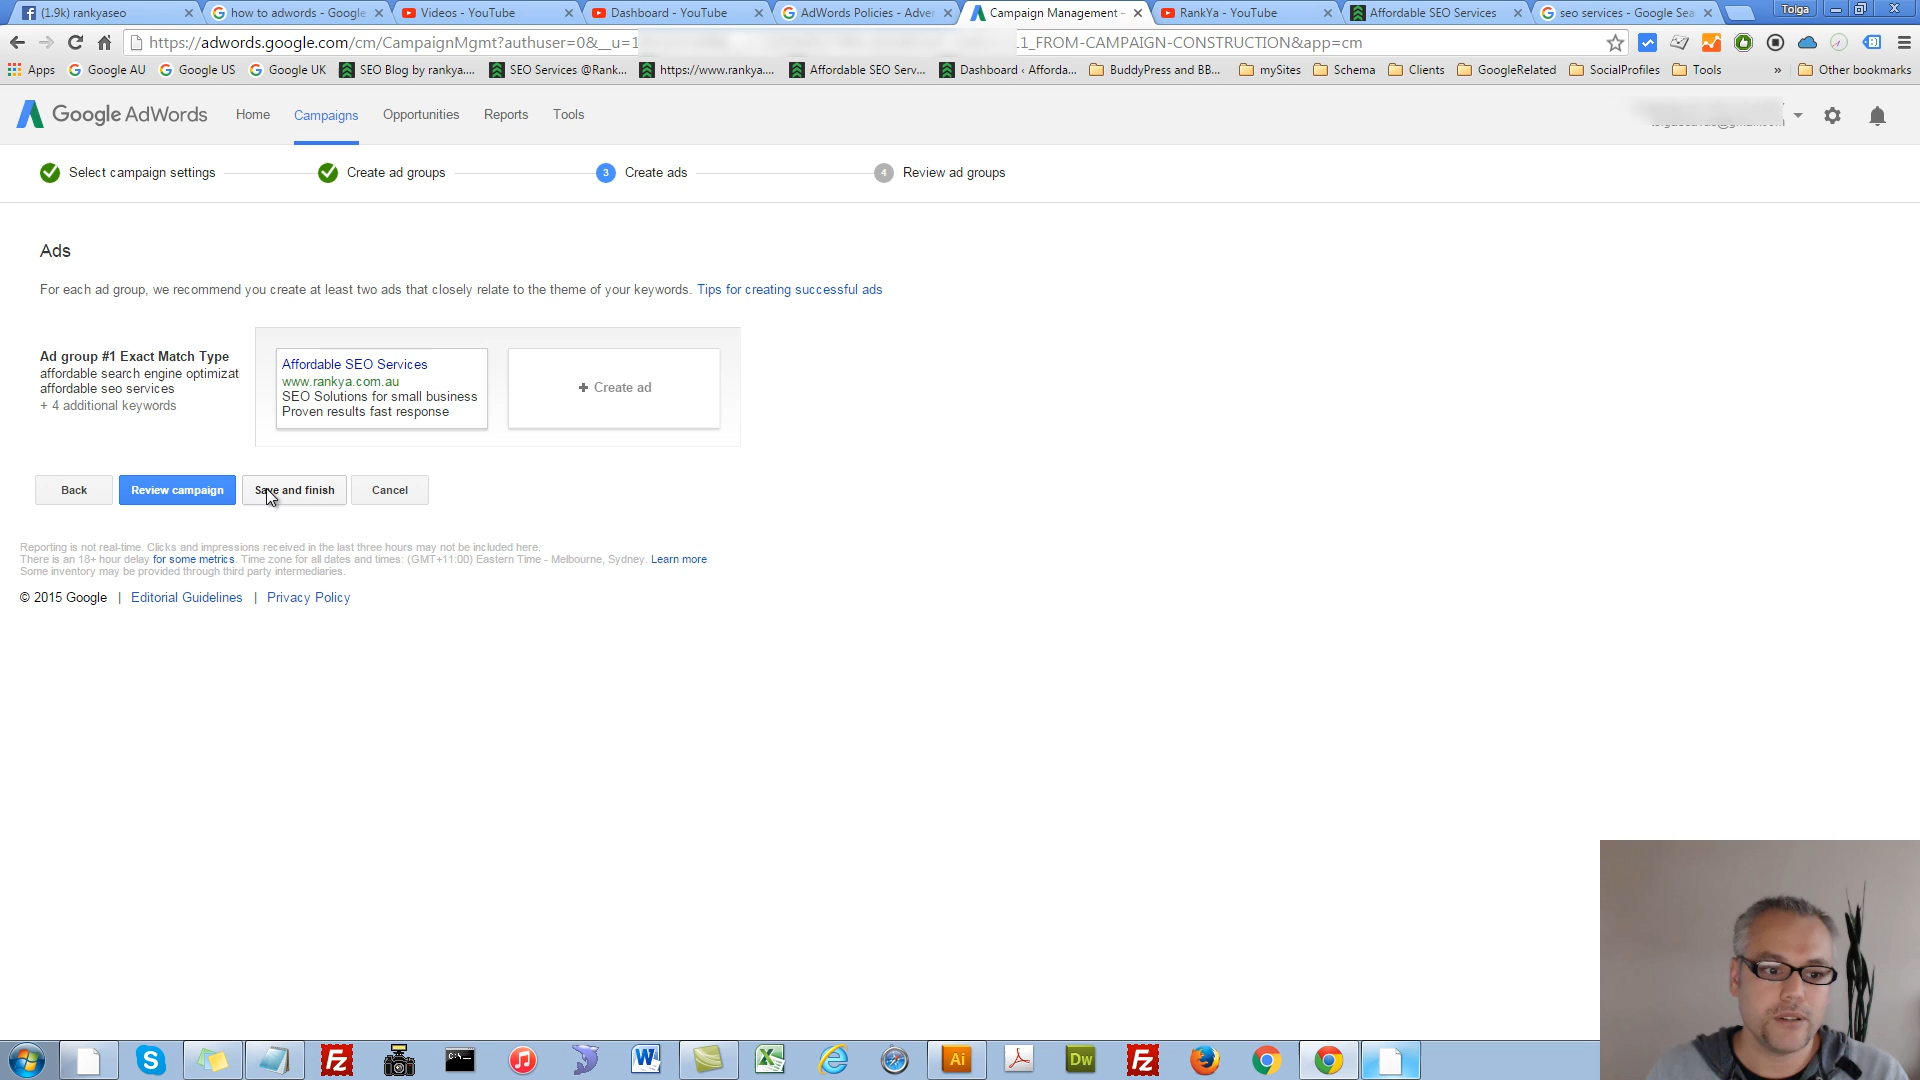 (1.9k) rankyaseo
how to adwords - Google
Videos - YouTube
Dashboard - YouTube
AdWords Policies - Adver
Campaign Management -
RankYa - YouTube
Affordable SEO Services
seo services - Google Sea
Tolga
https://adwords.google.com/cm/CampaignMgmt?authuser=0&__u=1
1_FROM-CAMPAIGN-CONSTRUCTION&app=cm
Apps
Google AU
Google US
Google UK
SEO Blog by rankya....
SEO Services @Rank...
https://www.rankya....
Affordable SEO Serv...
Dashboard ‹ Afforda...
BuddyPress and BB...
mySites
Schema
Clients
GoogleRelated
SocialProfiles
Tools
»
Other bookmarks
Google AdWords
Home
Campaigns
Opportunities
Reports
Tools
Select campaign settings
Create ad groups
3 Create ads
4 Review ad groups
Ads
For each ad group, we recommend you create at least two ads that closely relate to the theme of your keywords. Tips for creating successful ads
Ad group #1 Exact Match Type
affordable search engine optimizat
affordable seo services
+ 4 additional keywords
Affordable SEO Services
www.rankya.com.au
SEO Solutions for small business
Proven results fast response
+ Create ad
Back
Review campaign
Save and finish
Cancel
Reporting is not real-time. Clicks and impressions received in the last three hours may not be included here.
There is an 18+ hour delay for some metrics. Time zone for all dates and times: (GMT+11:00) Eastern Time - Melbourne, Sydney. Learn more
Some inventory may be provided through third party intermediaries.
© 2015 Google | Editorial Guidelines | Privacy Policy